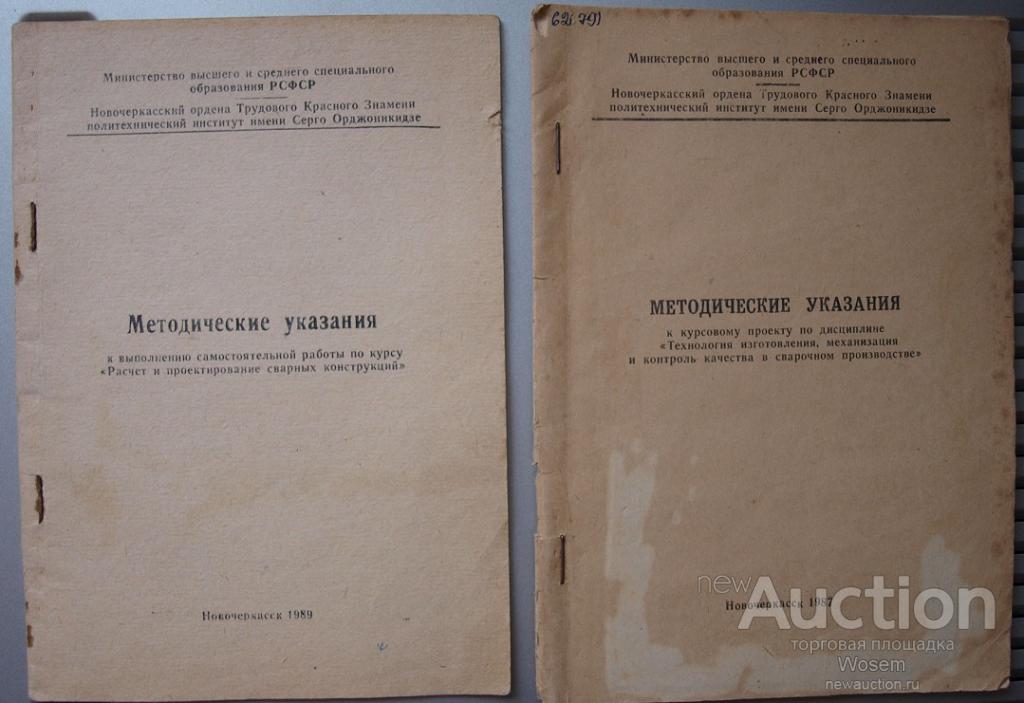 Министерство высшего и среднего специального
образования РСФСР
Новочеркасский ордена Трудового Красного Знамени
политехнический институт имени Серго Орджоникидзе
Методические указания
к выполнению самостоятельной работы по курсу
«Расчет и проектирование сварных конструкций»
Новочеркасск 1989
621.791
Министерство высшего и среднего специального
образования РСФСР
Новочеркасский ордена Трудового Красного Знамени
политехнический институт имени Серго Орджоникидзе
МЕТОДИЧЕСКИЕ УКАЗАНИЯ
к курсовому проекту по дисциплине
«Технология изготовления, механизация
и контроль качества в сварочном производстве»
Новочеркасск 1987
newAuction
торговая площадка
Wosem
newauction.ru